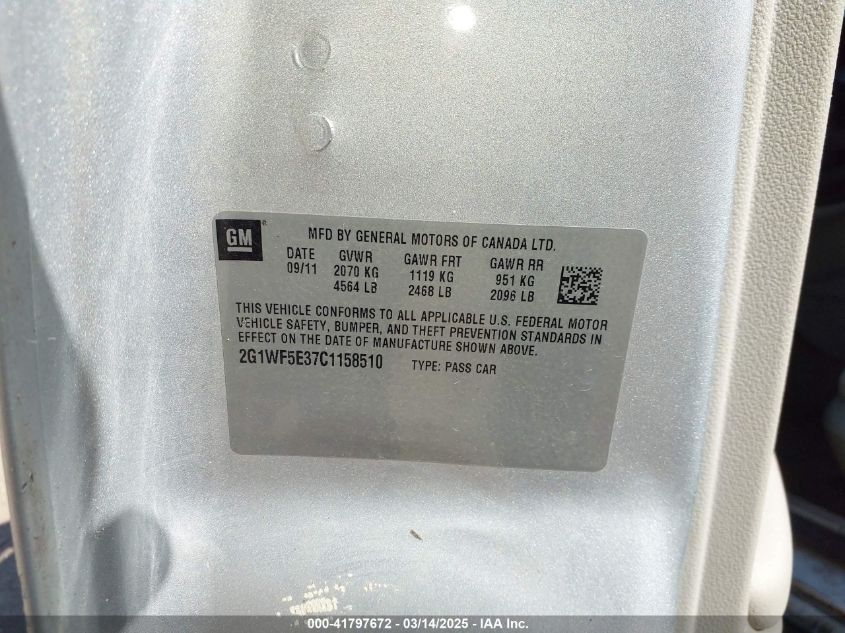 GM
MFD BY GENERAL MOTORS OF CANADA LTD.
DATE GVWR GAWR FRT GAWR RR
09/11 2070 KG 1119 KG 951 KG
4564 LB 2468 LB 2096 LB
THIS VEHICLE CONFORMS TO ALL APPLICABLE U.S. FEDERAL MOTOR
VEHICLE SAFETY, BUMPER, AND THEFT PREVENTION STANDARDS IN
EFFECT ON THE DATE OF MANUFACTURE SHOWN ABOVE.
2G1WF5E37C1158510 TYPE: PASS CAR
000-41797672 - 03/14/2025 - IAA Inc.